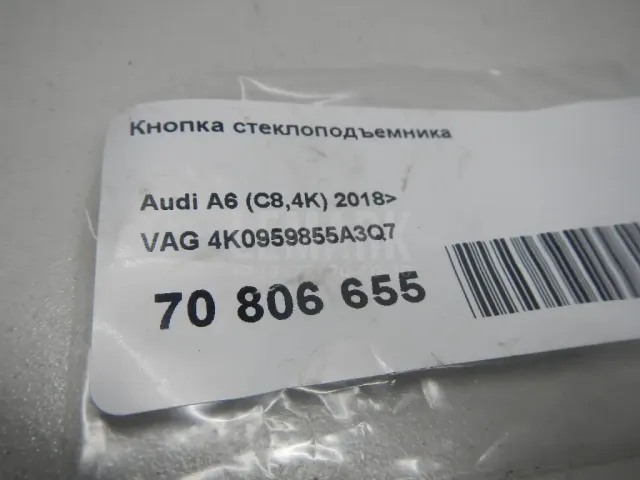 Кнопка стеклоподъемника
Audi A6 (C8,4K) 2018>
VAG 4K0959855A3Q7
70 806 655